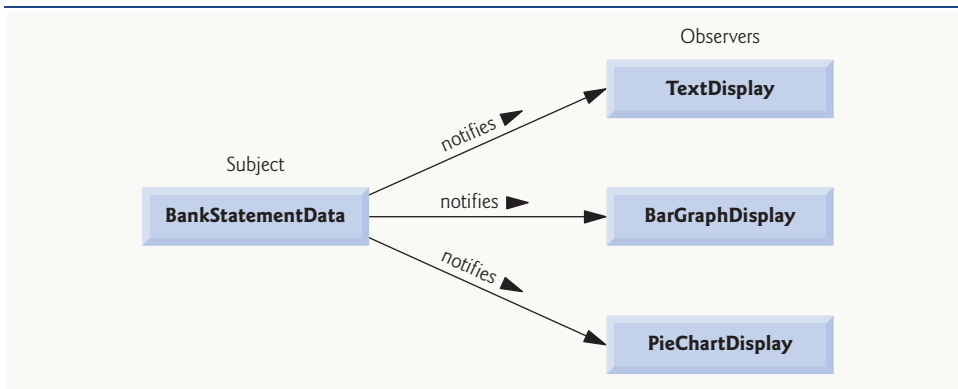 Observers
TextDisplay
notifies
Subject
BankStatementData
notifies
BarGraphDisplay
notifies
PieChartDisplay